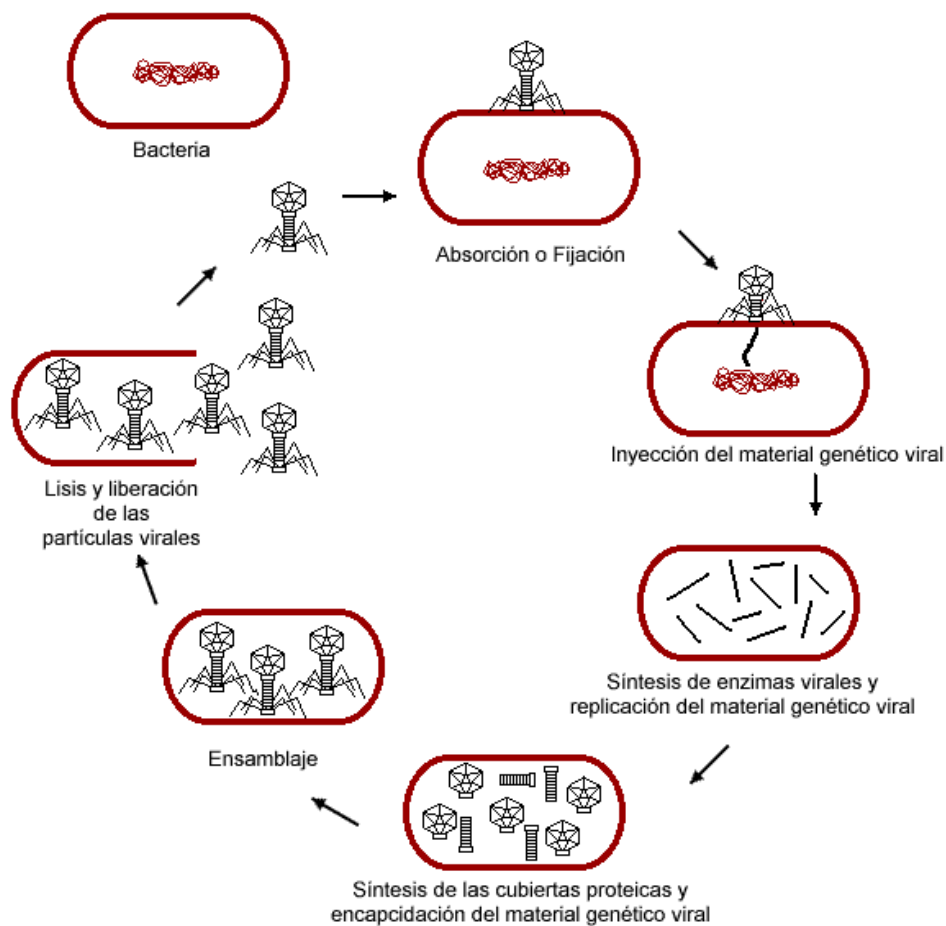 Bacteria
Absorción o Fijación
Inyección del material genético viral
Síntesis de enzimas virales y
replicación del material genético viral
Síntesis de las cubiertas proteicas y
encapcidación del material genético viral
Ensamblaje
Lisis y liberación
de las
partículas virales